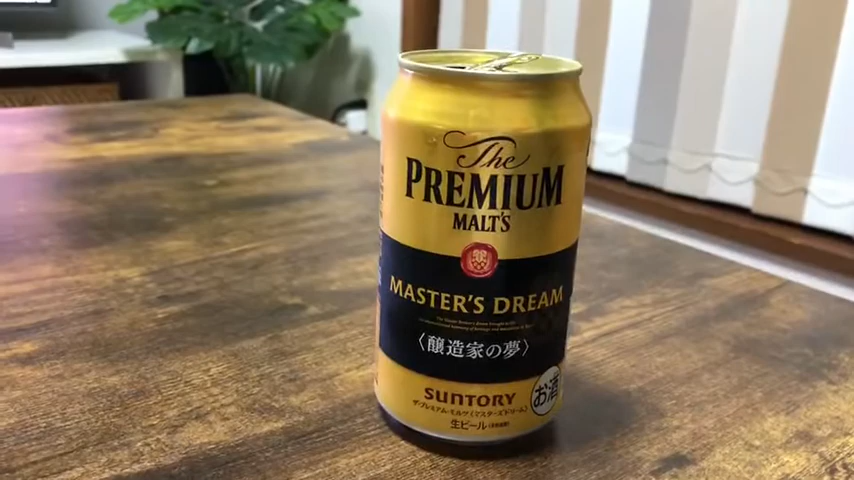 The
PREMIUM
MALT'S
MASTER'S DREAM
〈醸造家の夢〉
SUNTORY
ザ・プレミアム・モルツ〈マスターズドリーム〉
生ビール
お酒